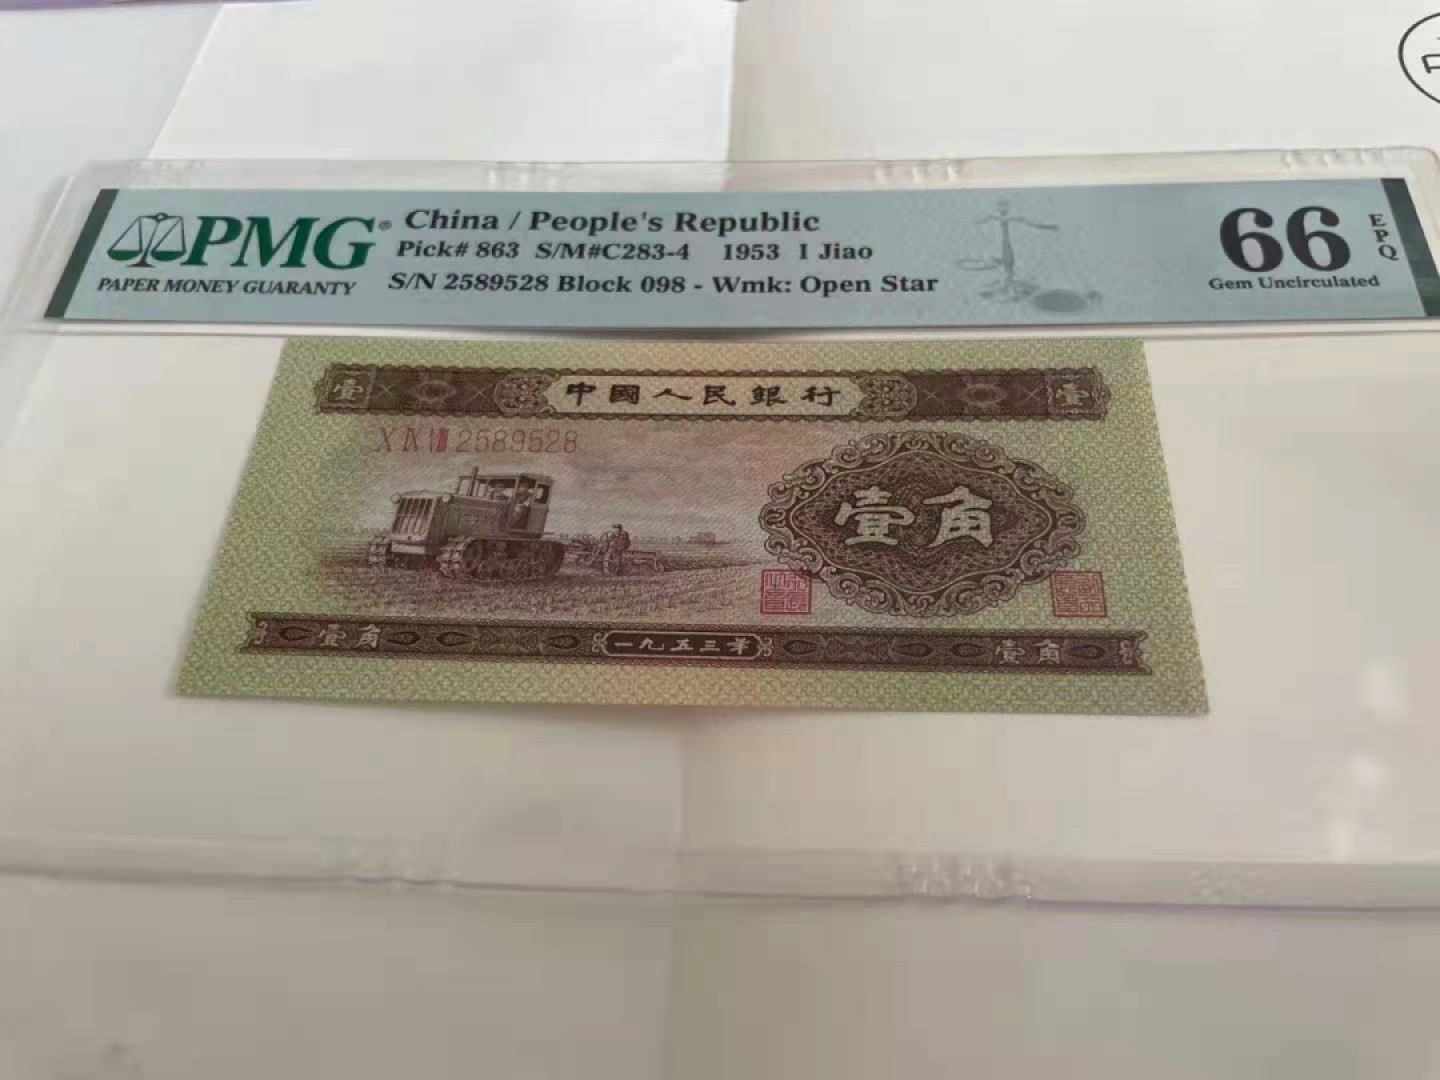 PMG®
PAPER MONEY GUARANTY
China / People's Republic
Pick# 863 S/M#C283-4 1953 1 Jiao
S/N 2589528 Block 098 - Wmk: Open Star
66 EPQ
Gem Uncirculated
壹 中國人民銀行 壹
X IX VIII 2589528
壹角
壹角 一九五三年 壹角